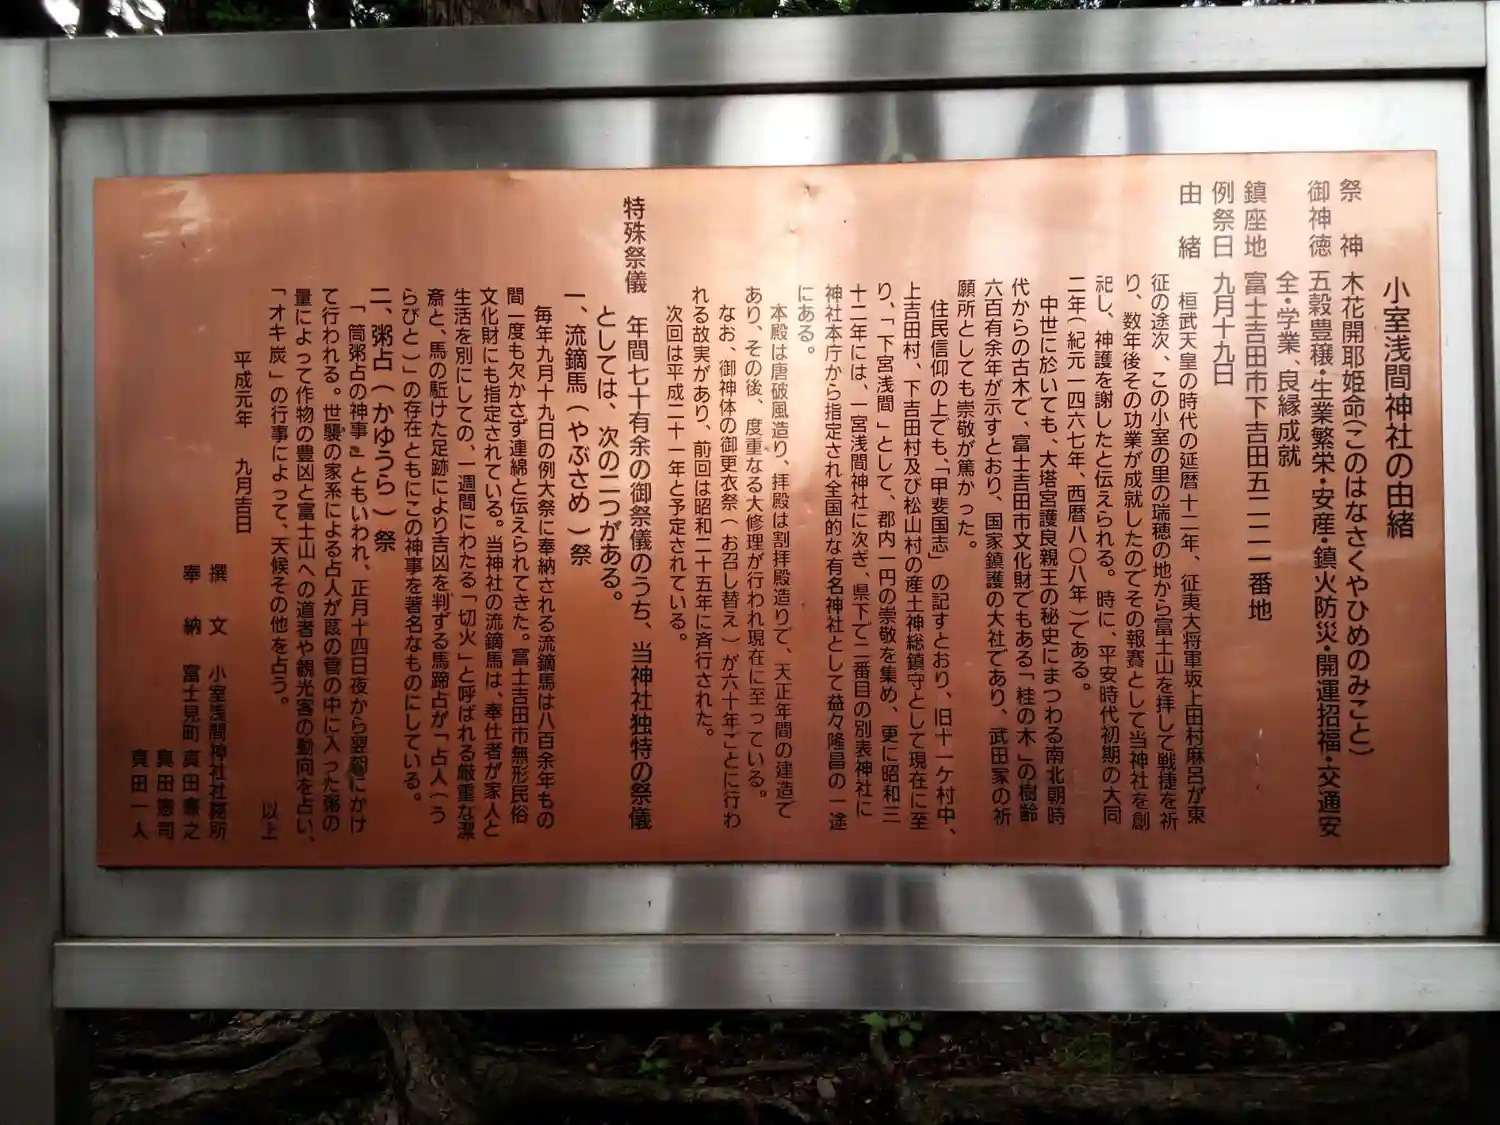 小室浅間神社の由緒
祭　神　木花開耶姫命(このはなさくやひめのみこと)
御神徳　五穀豊穣・生業繁栄・安産・鎮火防災・開運招福・交通安
全・学業、良縁成就
鎮座地　富士吉田市下吉田五二二一番地
例祭日　九月十九日
由　緒　桓武天皇の時代の延暦十二年、征夷大将軍坂上田村麻呂が東
征の途次、この小室の里の瑞穂の地から富士山を拝して戦捷を祈
り、数年後その功業が成就したのでその報賽として当神社を創
祀し、神護を謝したと伝えられる。時に、平安時代初期の大同
二年(紀元一四六七年、西暦八〇八年)である。
中世に於いても、大塔宮護良親王の秘史にまつわる南北朝時
代からの古木で、富士吉田市文化財でもある「桂の木」の樹齢
六百有余年が示すとおり、国家鎮護の大社であり、武田家の祈
願所としても崇敬が篤かった。
住民信仰の上でも、「甲斐国志」の記すとおり、旧十一ケ村中、
上吉田村、下吉田村及び松山村の産土神総鎮守として現在に至
り、「下宮浅間」として、郡内一円の崇敬を集め、更に昭和三
十二年には、一宮浅間神社に次ぎ、県下で二番目の別表神社に
神社本庁から指定され全国的な有名神社として益々隆昌の一途
にある。
本殿は唐破風造り、拝殿は割拝殿造りで、天正年間の建造で
あり、その後、度重なる大修理が行われ現在に至っている。
なお、御神体の御更衣祭(お召し替え)が六十年ごとに行わ
れる故実があり、前回は昭和二十五年に斉行された。
次回は平成二十一年と予定されている。
特殊祭儀　年間七十有余の御祭儀のうち、当神社独特の祭儀
としては、次の二つがある。
一、流鏑馬(やぶさめ)祭
毎年九月十九日の例大祭に奉納される流鏑馬は八百余年もの
間一度も欠かさず連綿と伝えられてきた。富士吉田市無形民俗
文化財にも指定されている。当神社の流鏑馬は、奉仕者が家人と
生活を別にしての、一週間にわたる「切火」と呼ばれる厳重な潔
斎と、馬の駈けた足跡により吉凶を判ずる馬蹄占が「占人(う
らびと)」の存在とともにこの神事を著名なものにしている。
二、粥占(かゆうら)祭
「筒粥占の神事」ともいわれ、正月十四日夜から翌朝にかけ
て行われる。世襲の家系による占人が葭の管の中に入った粥の
量によって作物の豊凶と富士山への道者や観光客の動向を占い、
「オキ炭」の行事によって、天候その他を占う。
以上
平成元年　九月吉日
撰　文　小室浅間神社社務所
奉　納　富士見町　真田兼之
真田憲司
真田一人